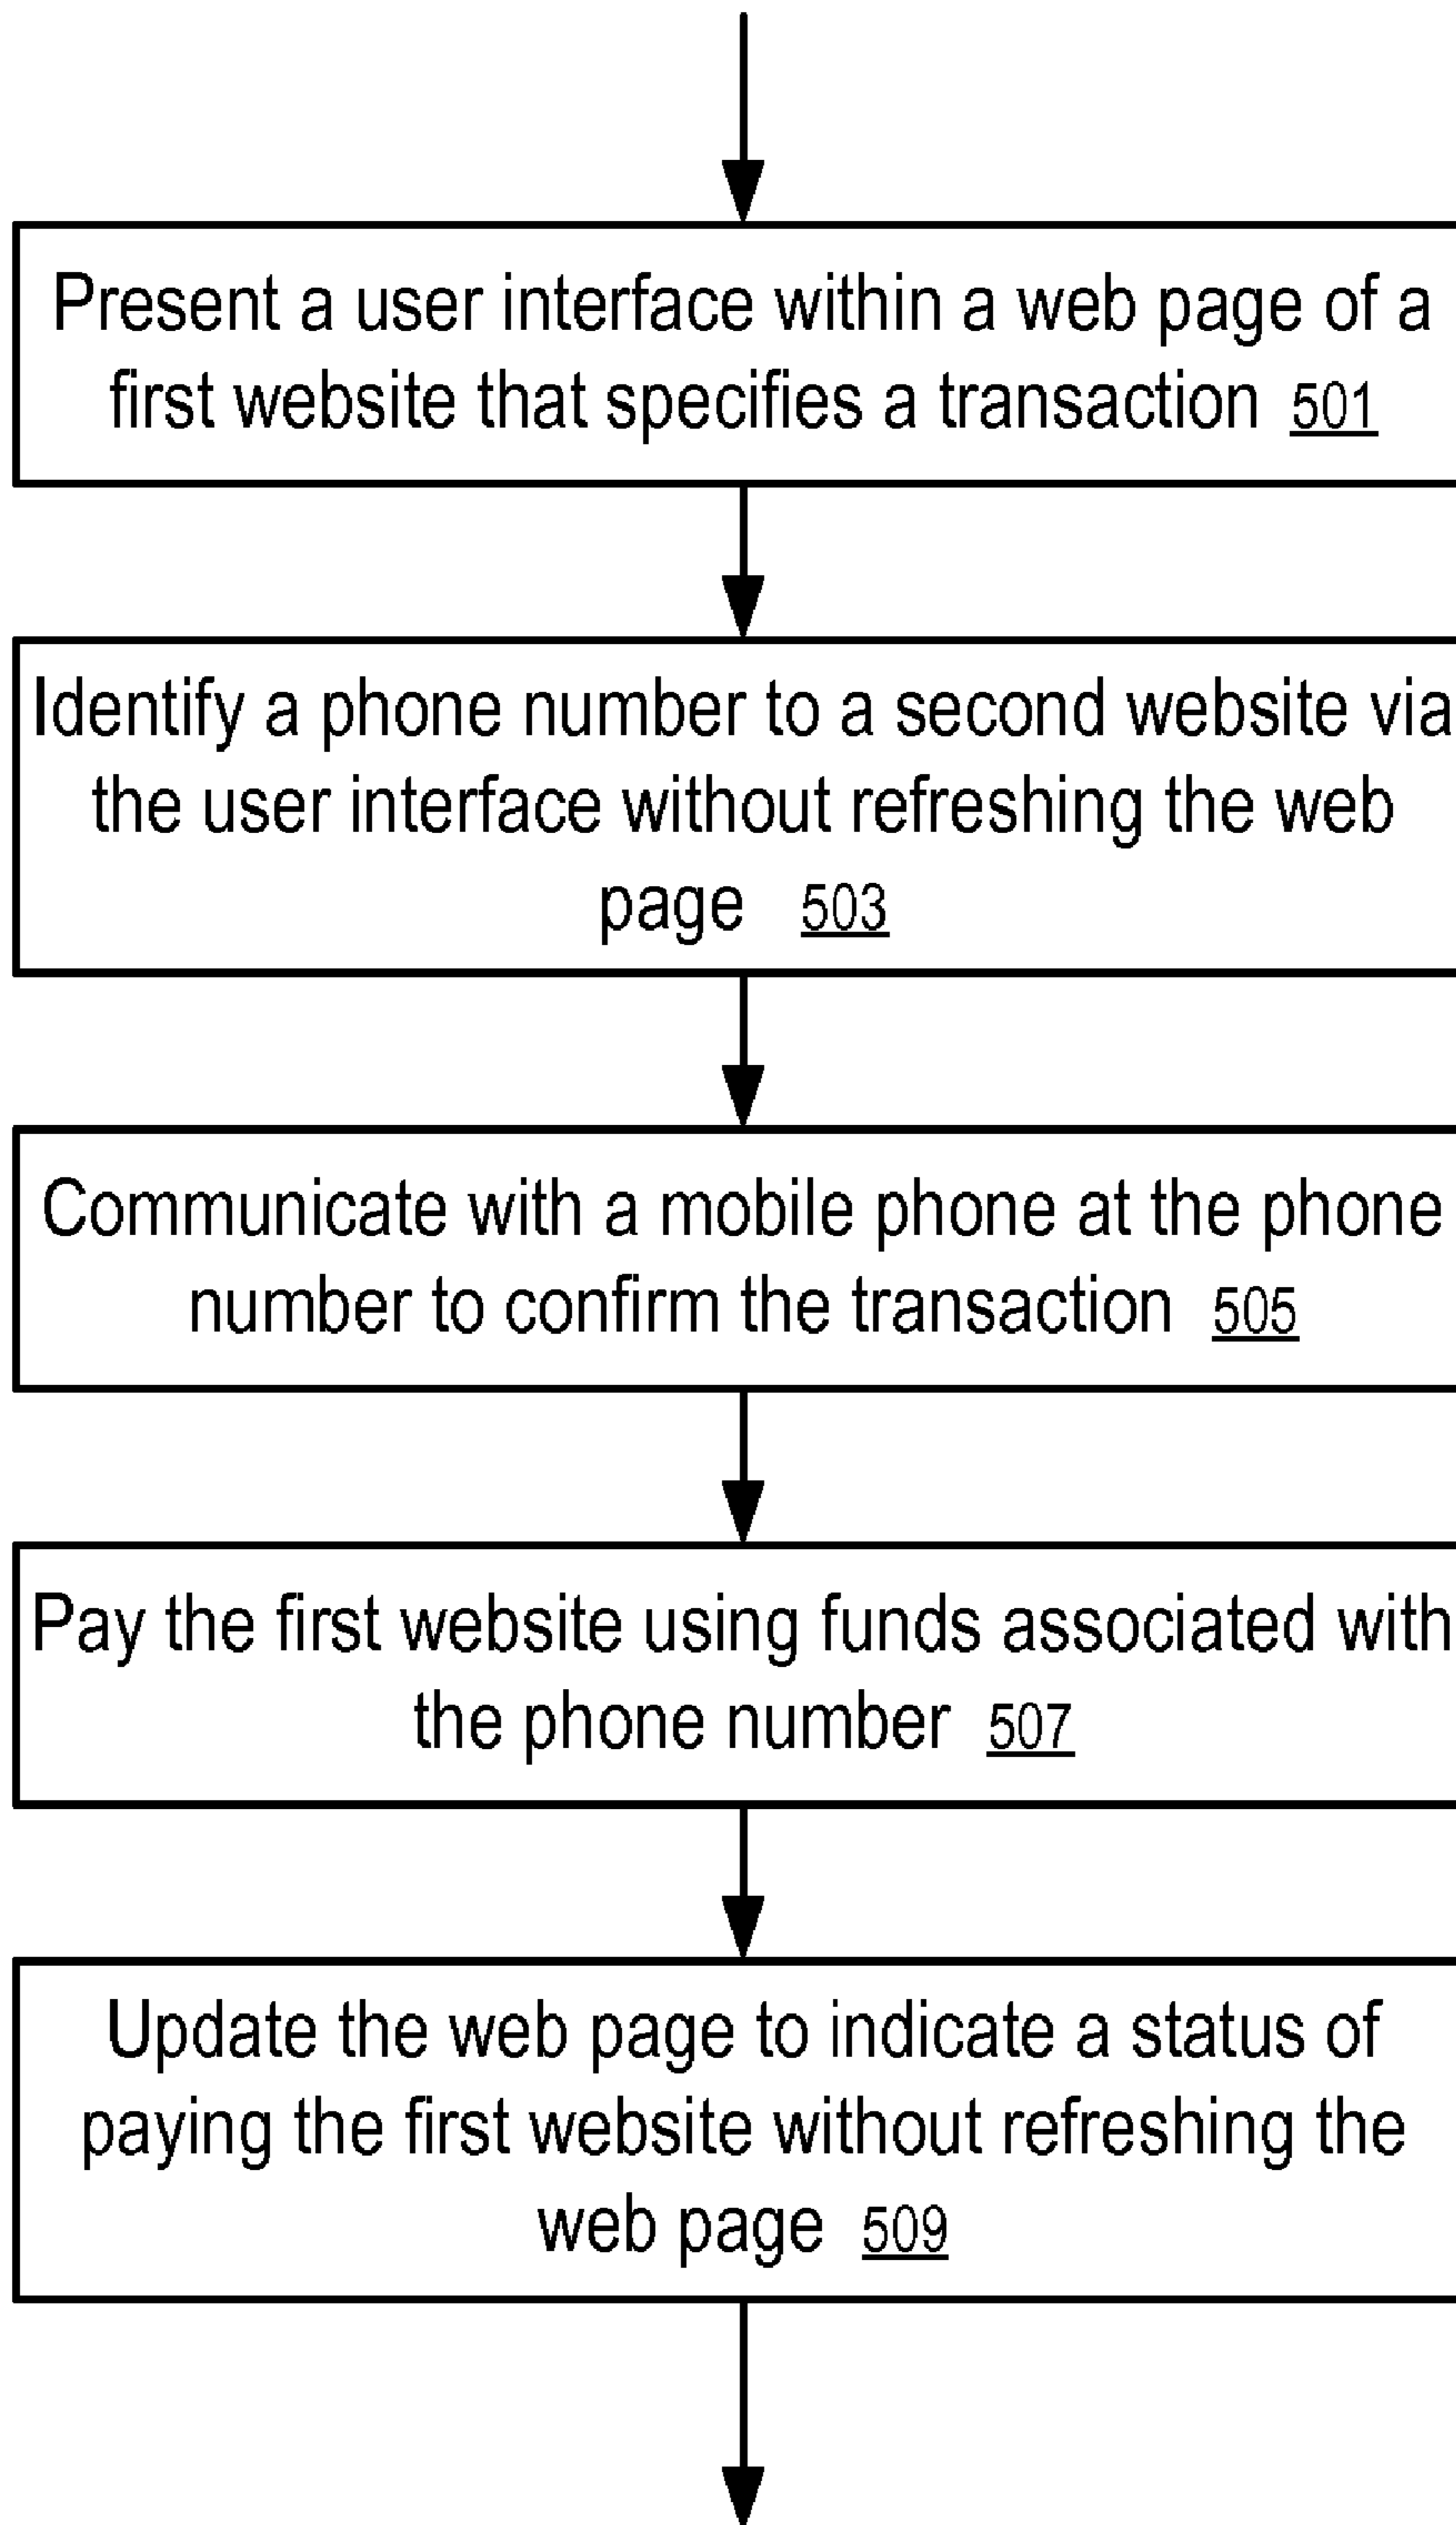 Present a user interface within a web page of a
first website that specifies a transaction 501
Identify a phone number to a second website via
the user interface without refreshing the web
page 503
Communicate with a mobile phone at the phone
number to confirm the transaction 505
Pay the first website using funds associated with
the phone number 507
Update the web page to indicate a status of
paying the first website without refreshing the
web page 509